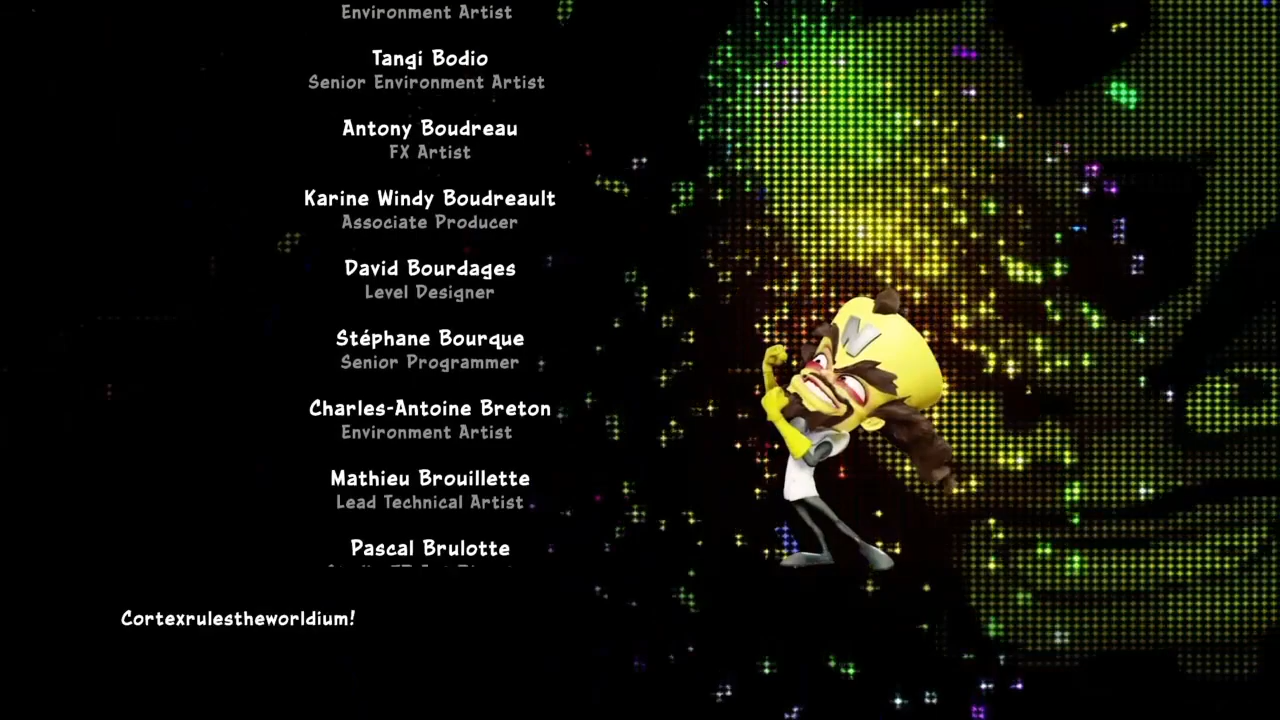 Environment Artist
Tangi Bodio
Senior Environment Artist
Antony Boudreau
FX Artist
Karine Windy Boudreault
Associate Producer
David Bourdages
Level Designer
Stéphane Bourque
Senior Programmer
Charles-Antoine Breton
Environment Artist
Mathieu Brouillette
Lead Technical Artist
Pascal Brulotte
N
Cortexrulestheworldium!